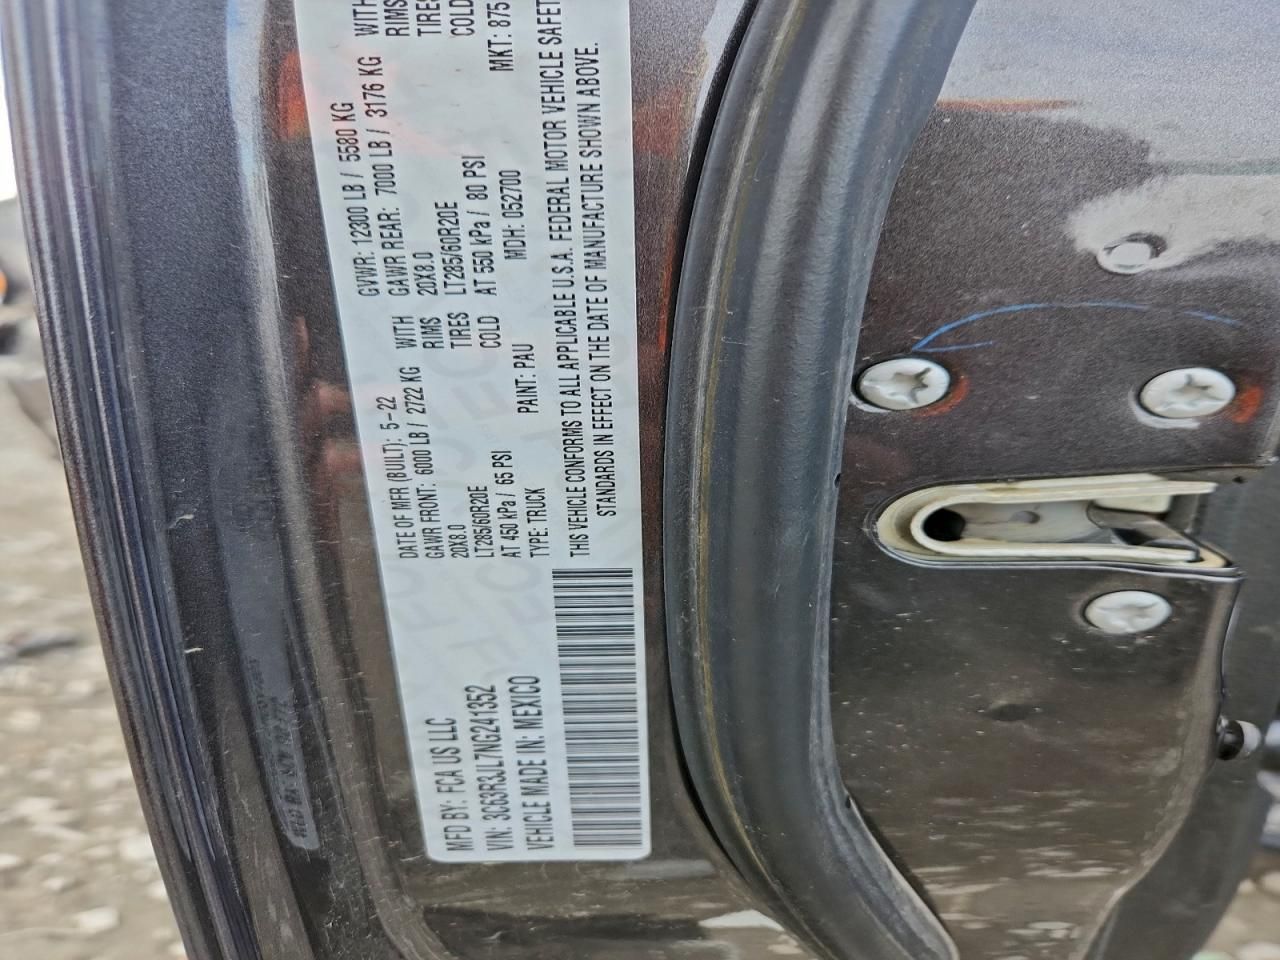 MFD BY: FCA US LLC
DATE OF MFR (BUILT): 5-22
GVWR: 12300 LB / 5580 KG
GAWR FRONT: 6000 LB / 2722 KG WITH
20X8.0 RIMS
LT285/60R20E TIRES
AT 450 kPa / 65 PSI COLD
GAWR REAR: 7000 LB / 3176 KG WITH
20X8.0 RIMS
LT285/60R20E TIRES
AT 550 kPa / 80 PSI COLD
VIN: 3C63R3JL7NG241352
TYPE: TRUCK PAINT: PAU MDH: 052700 MKT: 875
VEHICLE MADE IN: MEXICO
THIS VEHICLE CONFORMS TO ALL APPLICABLE U.S.A. FEDERAL MOTOR VEHICLE SAFET
STANDARDS IN EFFECT ON THE DATE OF MANUFACTURE SHOWN ABOVE.